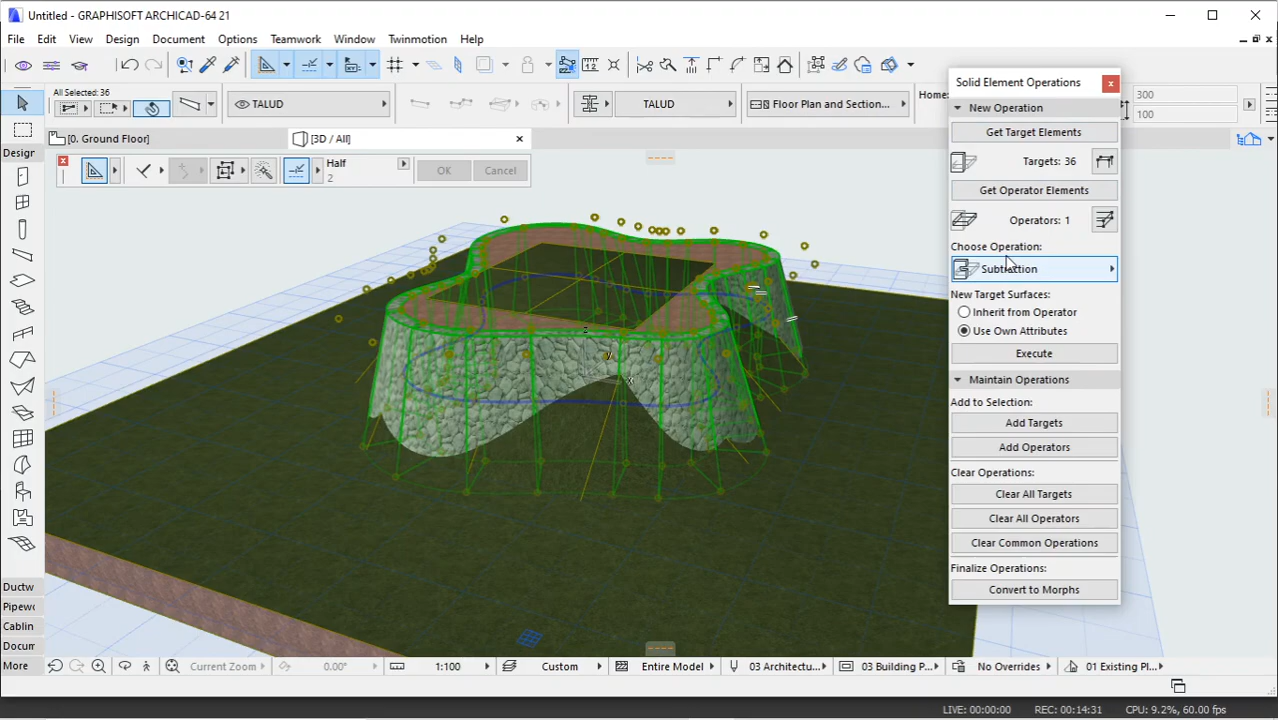 Untitled - GRAPHISOFT ARCHICAD-64 21
File Edit View Design Document Options Teamwork Window Twinmotion Help
All Selected: 36
TALUD
TALUD
Floor Plan and Section...
Home:
300
100
[0. Ground Floor]
[3D / All]
Half
2
OK
Cancel
Design
Ductw
Pipewo
Cablin
Docum
More
Solid Element Operations
New Operation
Get Target Elements
Targets: 36
Get Operator Elements
Operators: 1
Choose Operation:
Subtraction
New Target Surfaces:
Inherit from Operator
Use Own Attributes
Execute
Maintain Operations
Add to Selection:
Add Targets
Add Operators
Clear Operations:
Clear All Targets
Clear All Operators
Clear Common Operations
Finalize Operations:
Convert to Morphs
z
y
x
Current Zoom
0.00°
1:100
Custom
Entire Model
03 Architectu...
03 Building P...
No Overrides
01 Existing Pl...
LIVE: 00:00:00
REC: 00:14:31
CPU: 9.2%, 60.00 fps